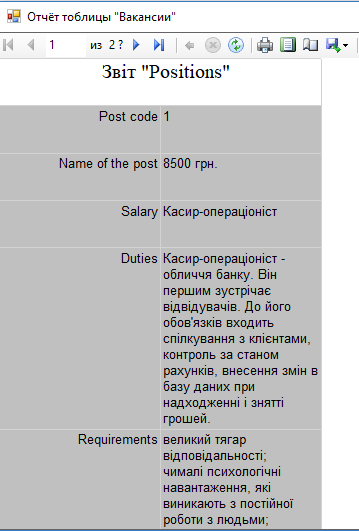 Отчёт тоблицы "Вакансии"
1 из 2 ?
Звіт "Positions"
Post code 1
Name of the post 8500 грн.
Salary Касир-операціоніст
Duties Касир-операціоніст -
обличчя банку. Він
першим зустрічає
відвідувачів. До його
обов'язків входить
спілкування з клієнтами,
контроль за станом
рахунків, внесення змін в
базу даних при
надходженні і знятті
грошей.
Requirements великий тягар
відповідальності;
чималі психологічні
навантаження, які
виникають з постійної
роботи з людьми;